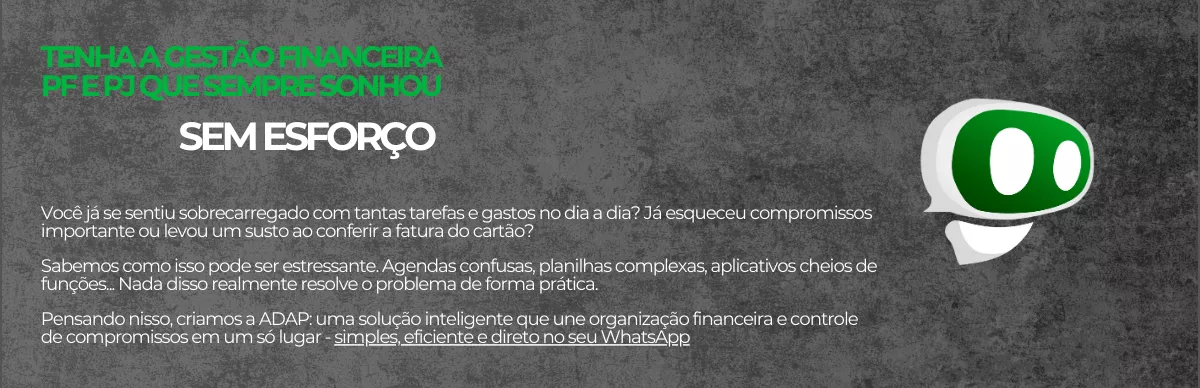 TENHA A GESTÃO FINANCEIRA
PF E PJ QUE SEMPRE SONHOU
SEM ESFORÇO
Você já se sentiu sobrecarregado com tantas tarefas e gastos no dia a dia? Já esqueceu compromissos
importante ou levou um susto ao conferir a fatura do cartão?
Sabemos como isso pode ser estressante. Agendas confusas, planilhas complexas, aplicativos cheios de
funções... Nada disso realmente resolve o problema de forma prática.
Pensando nisso, criamos a ADAP: uma solução inteligente que une organização financeira e controle
de compromissos em um só lugar - simples, eficiente e direto no seu WhatsApp